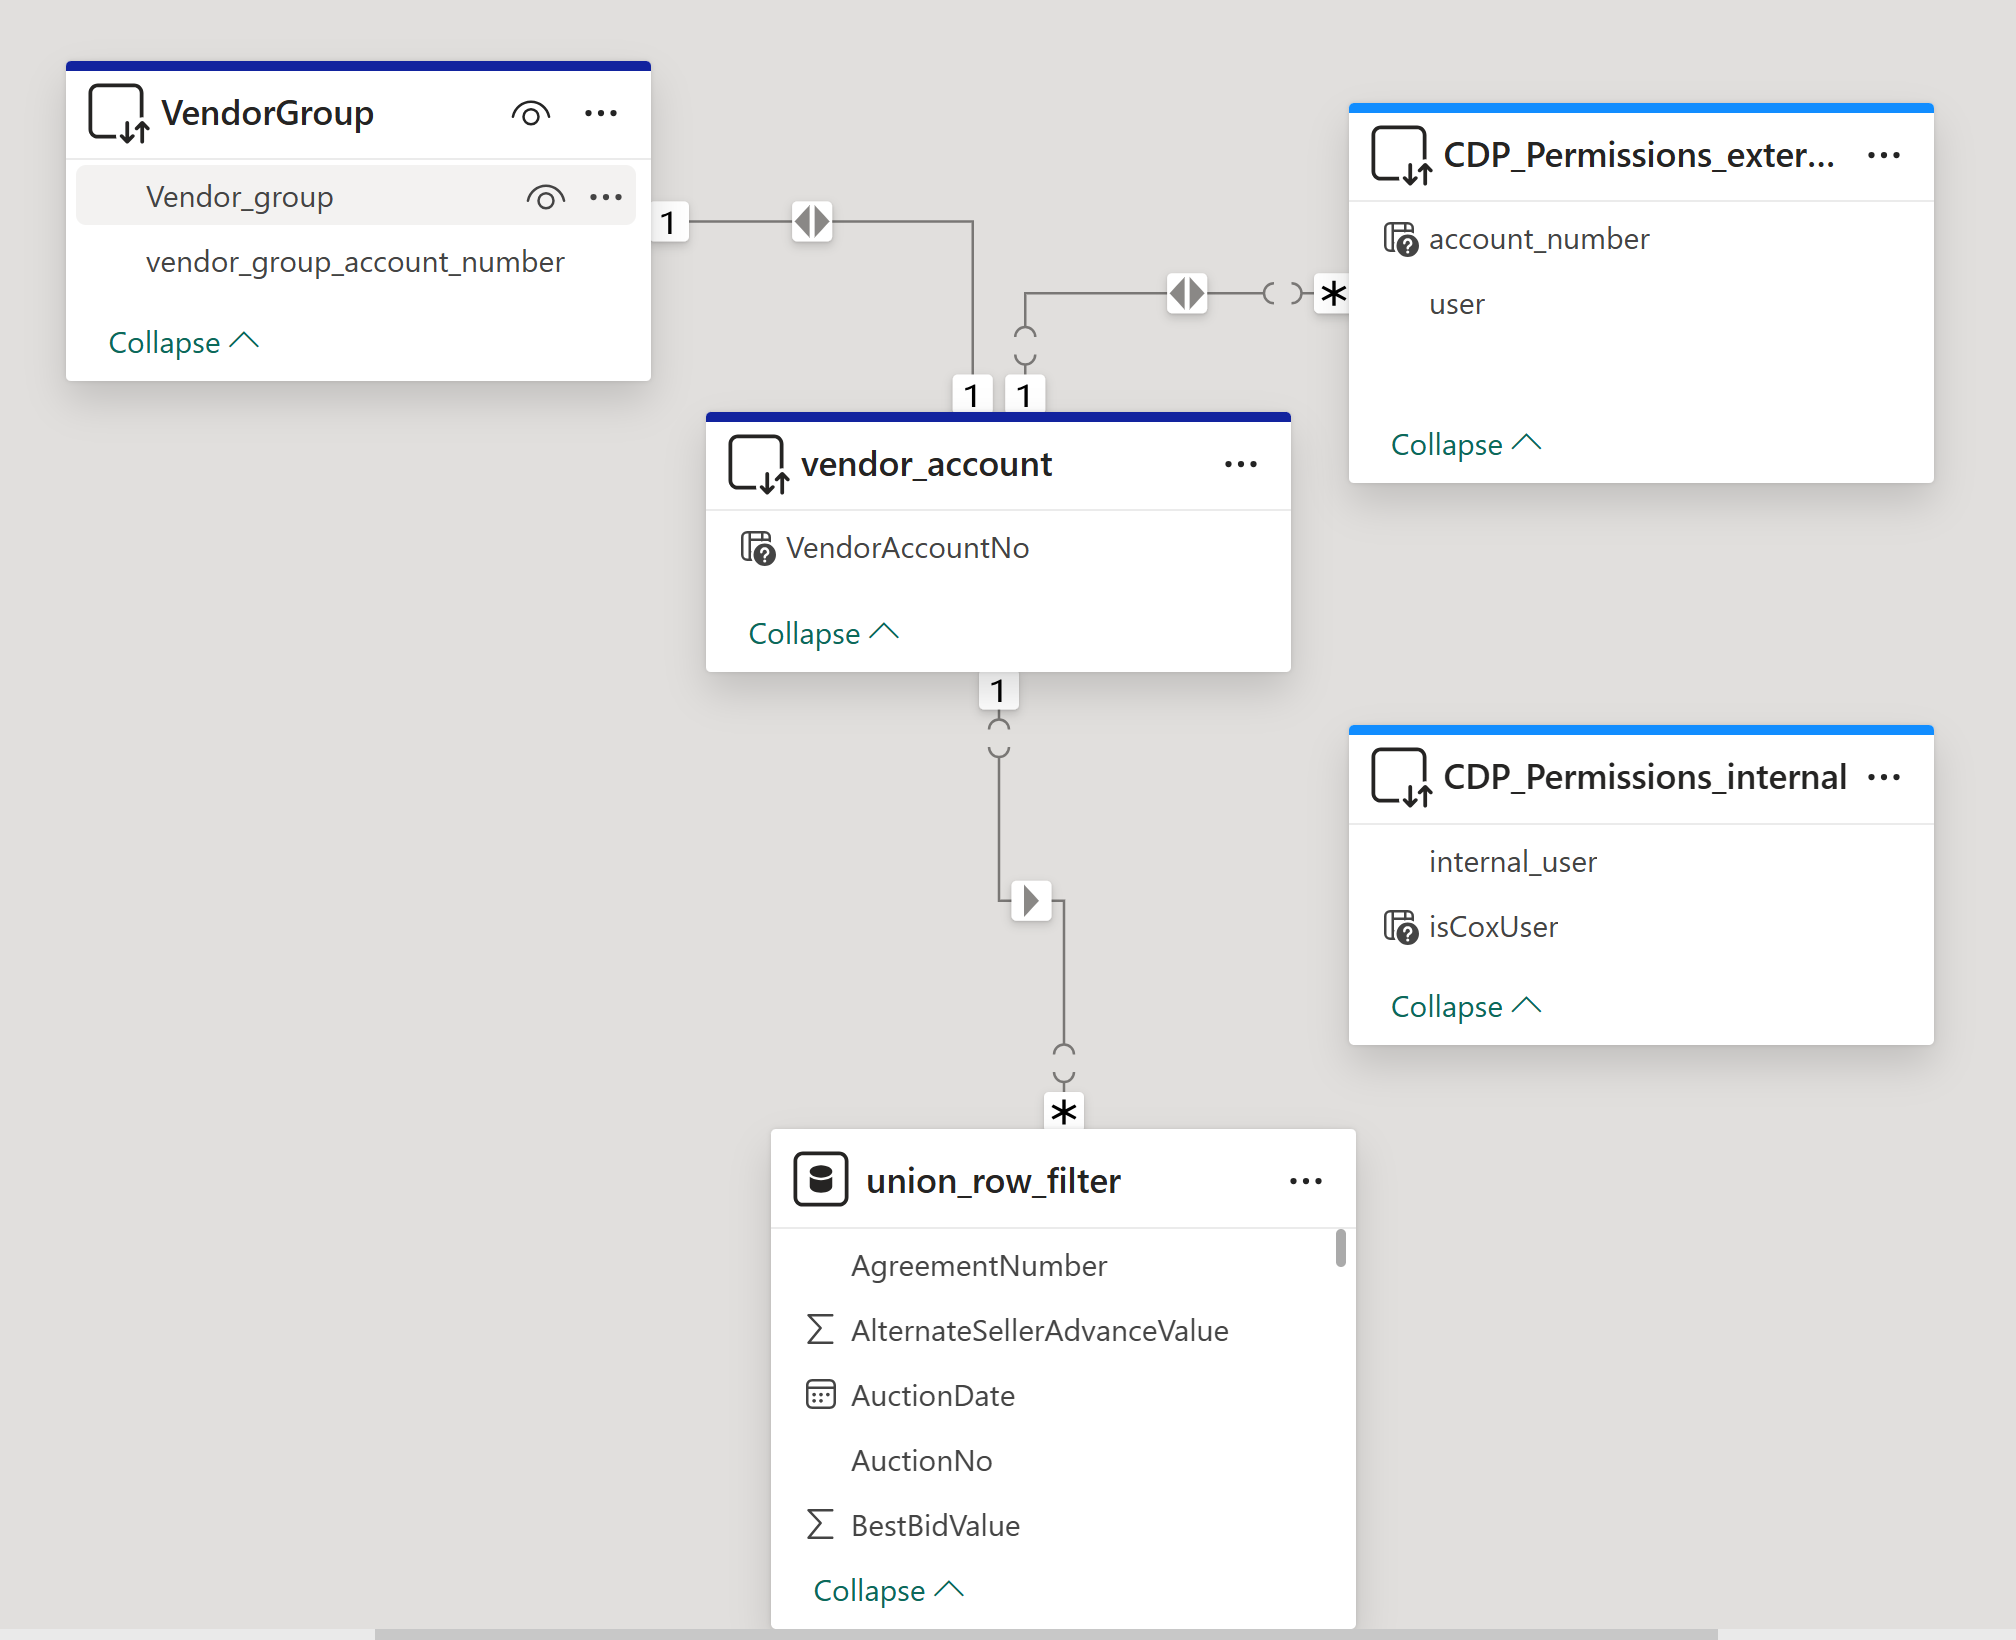 VendorGroup
Vendor_group
vendor_group_account_number
Collapse
1
CDP_Permissions_exter...
account_number
user
Collapse
*
1
1
vendor_account
VendorAccountNo
Collapse
1
CDP_Permissions_internal
internal_user
isCoxUser
Collapse
*
union_row_filter
AgreementNumber
AlternateSellerAdvanceValue
AuctionDate
AuctionNo
BestBidValue
Collapse